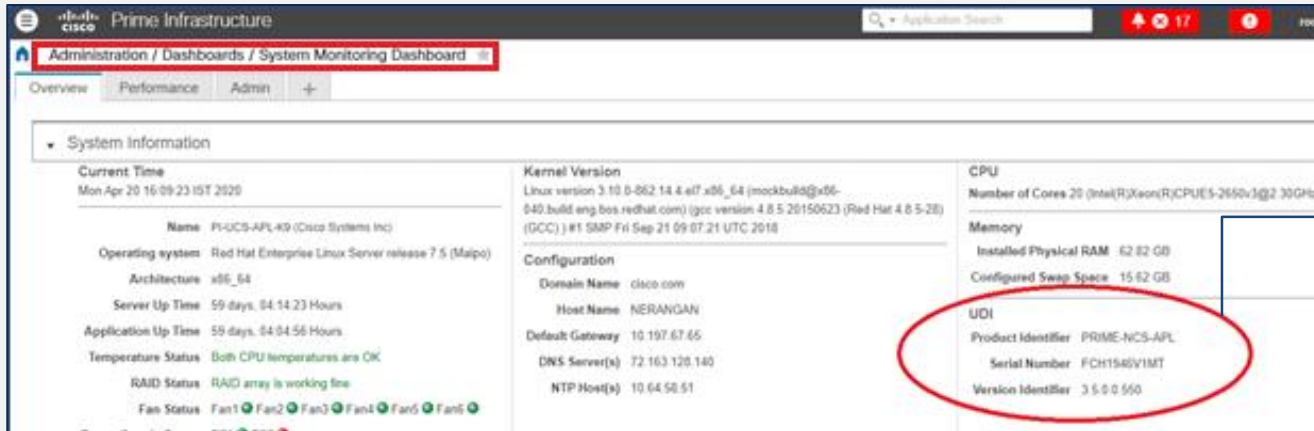 cisco Prime Infrastructure
Application Search
17
Administration / Dashboards / System Monitoring Dashboard
Overview Performance Admin +
System Information
Current Time
Mon Apr 20 16:09:23 IST 2020
Name PI-UCS-APL-K9 (Cisco Systems Inc)
Operating system Red Hat Enterprise Linux Server release 7.5 (Maipo)
Architecture x86_64
Server Up Time 59 days, 04:14:23 Hours
Application Up Time 59 days, 04:04:56 Hours
Temperature Status Both CPU temperatures are OK
RAID Status RAID array is working fine
Fan Status Fan1 Fan2 Fan3 Fan4 Fan5 Fan6
Kernel Version
Linux version 3.10.0-862.14.4.el7.x86_64 (mockbuild@x86-
040.build.eng.bos.redhat.com) (gcc version 4.8.5 20150623 (Red Hat 4.8.5-28)
(GCC) ) #1 SMP Fri Sep 21 09:07:21 UTC 2018
Configuration
Domain Name cisco.com
Host Name NERANGAN
Default Gateway 10.197.67.65
DNS Server(s) 72.163.128.140
NTP Host(s) 10.64.58.51
CPU
Number of Cores 20 (Intel(R)Xeon(R)CPUE5-2650v3@2.30GHz
Memory
Installed Physical RAM 62.82 GB
Configured Swap Space 15.62 GB
UDI
Product Identifier PRIME-NCS-APL
Serial Number FCH1546V1MT
Version Identifier 3.5.0.0.550